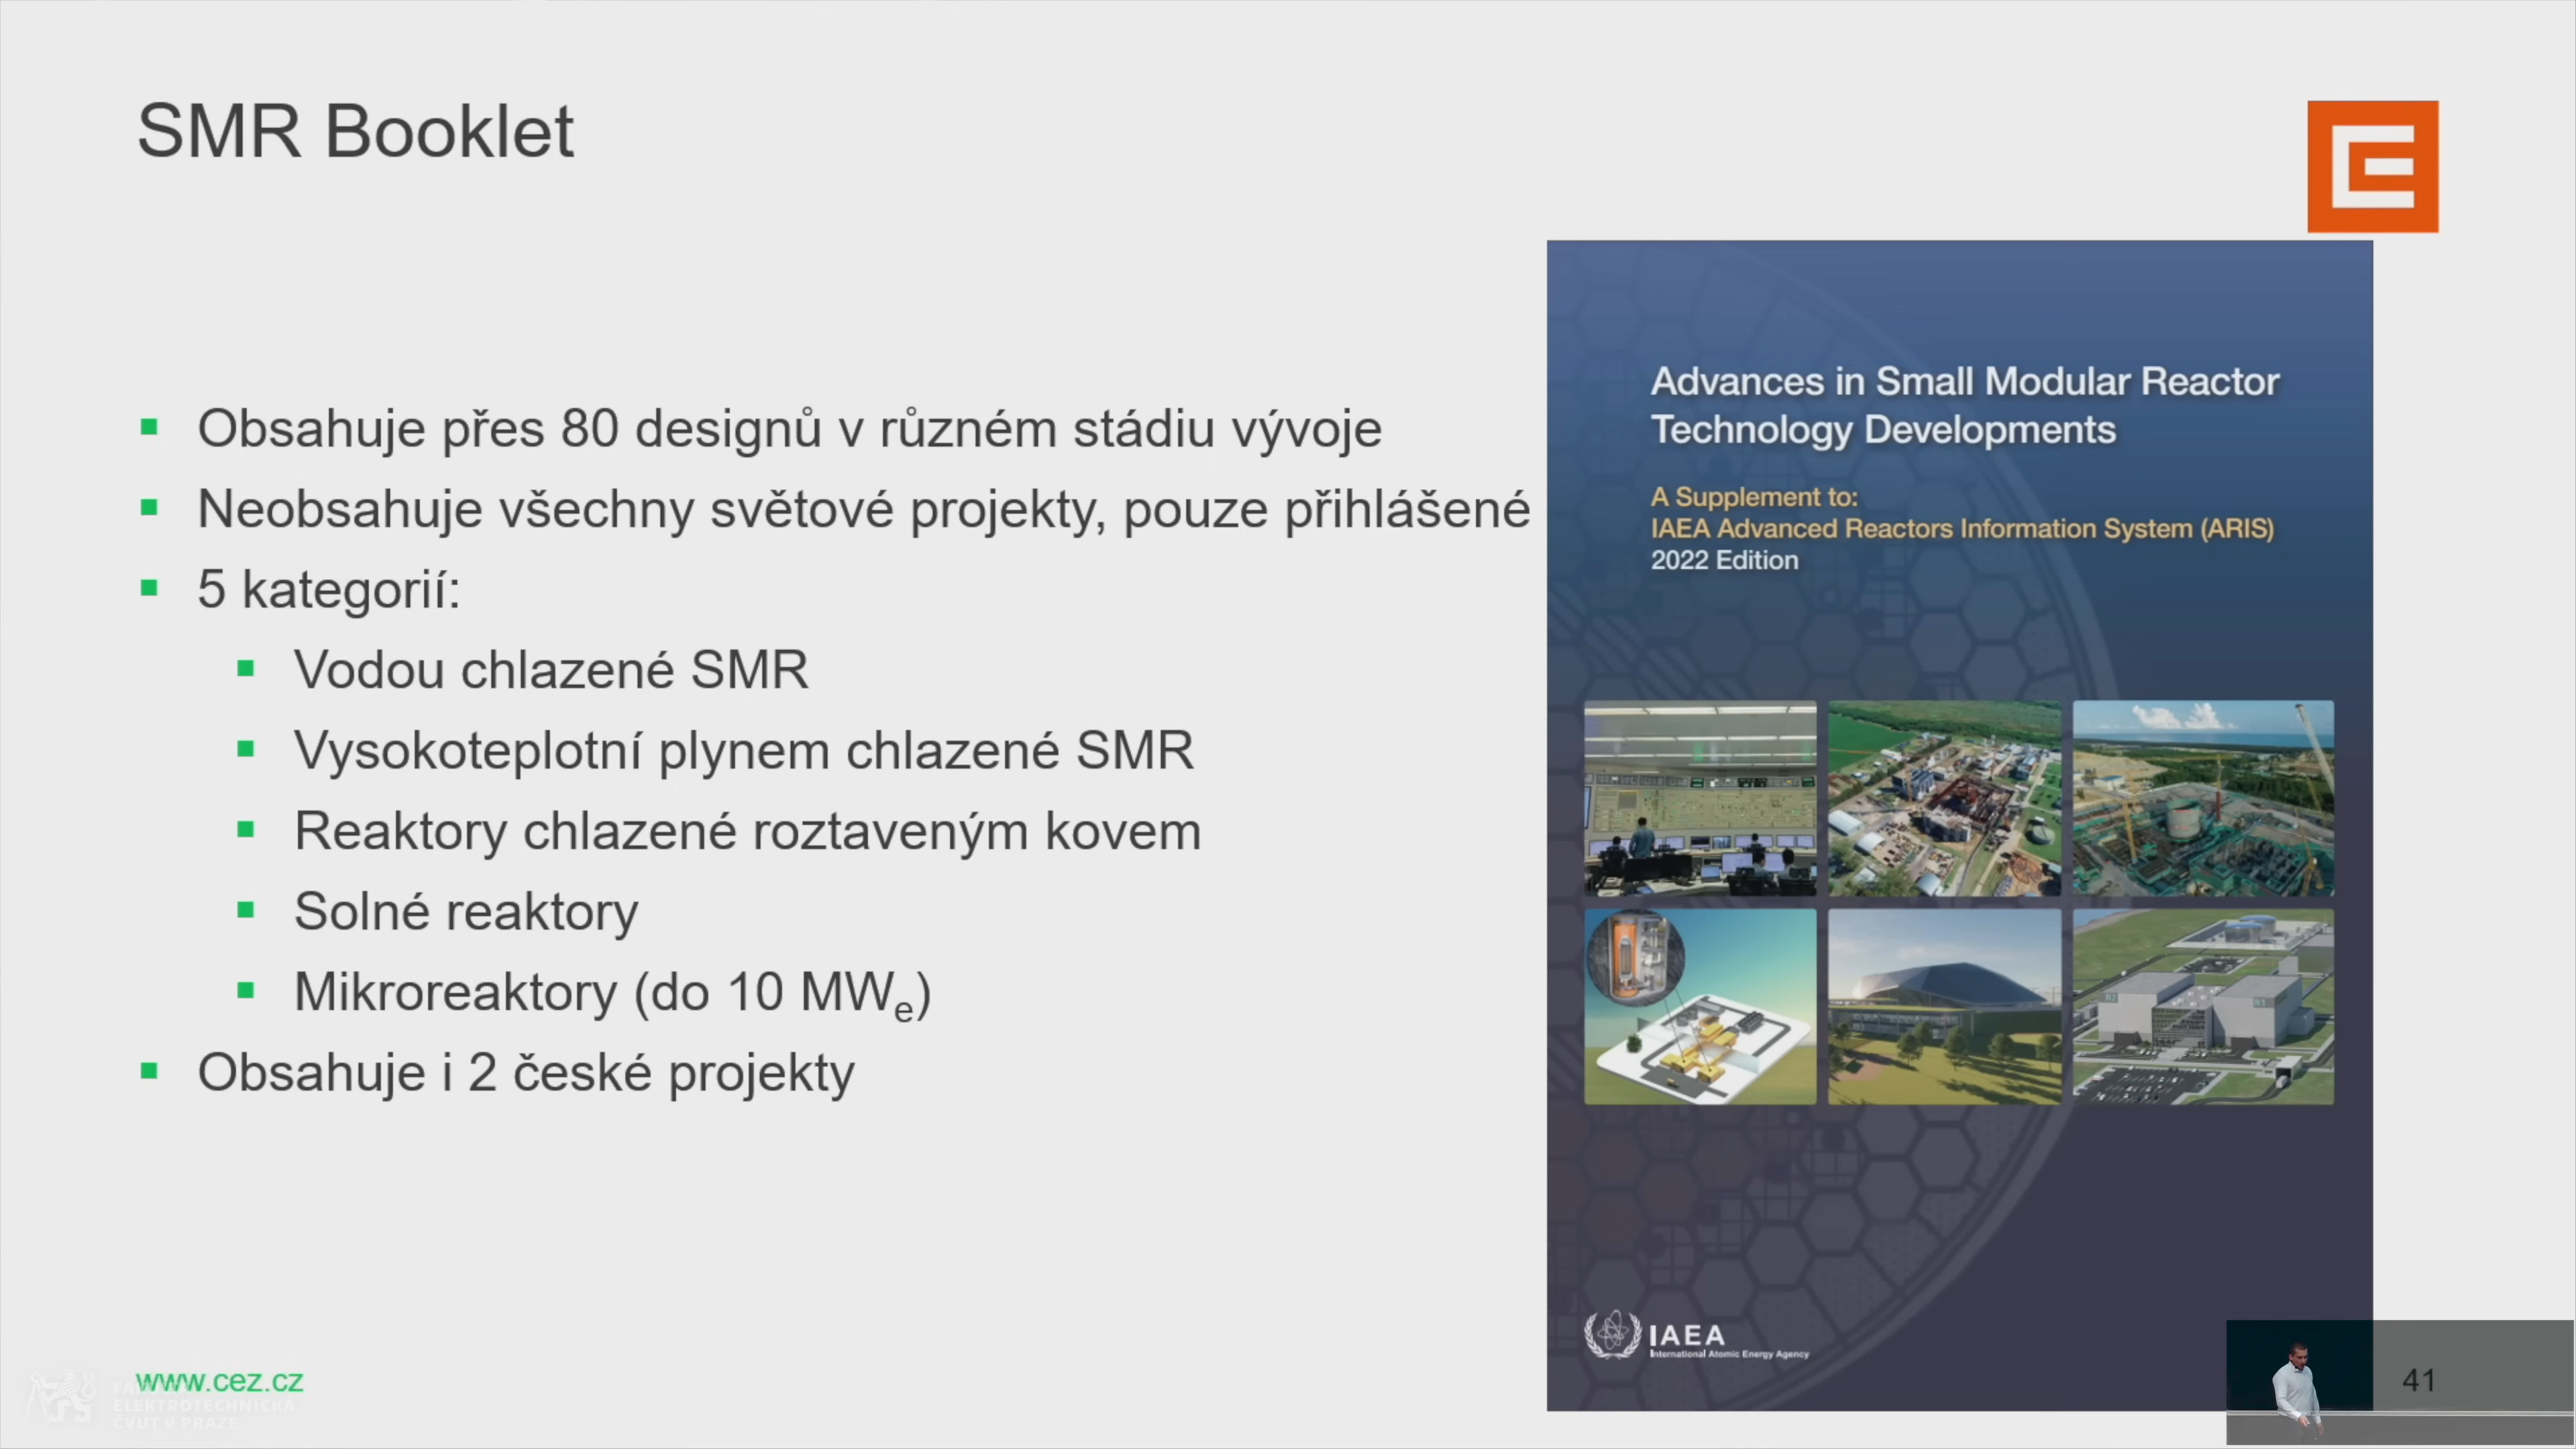 SMR Booklet
Obsahuje přes 80 designů v různém stádiu vývoje
Neobsahuje všechny světové projekty, pouze přihlášené
5 kategorií:
Vodou chlazené SMR
Vysokoteplotní plynem chlazené SMR
Reaktory chlazené roztaveným kovem
Solné reaktory
Mikroreaktory (do 10 MWe)
Obsahuje i 2 české projekty
Advances in Small Modular Reactor
Technology Developments
A Supplement to:
IAEA Advanced Reactors Information System (ARIS)
2022 Edition
IAEA
International Atomic Energy Agency
www.cez.cz
FAKULTA
ELEKTROTECHNICKÁ
ČVUT V PRAZE
41